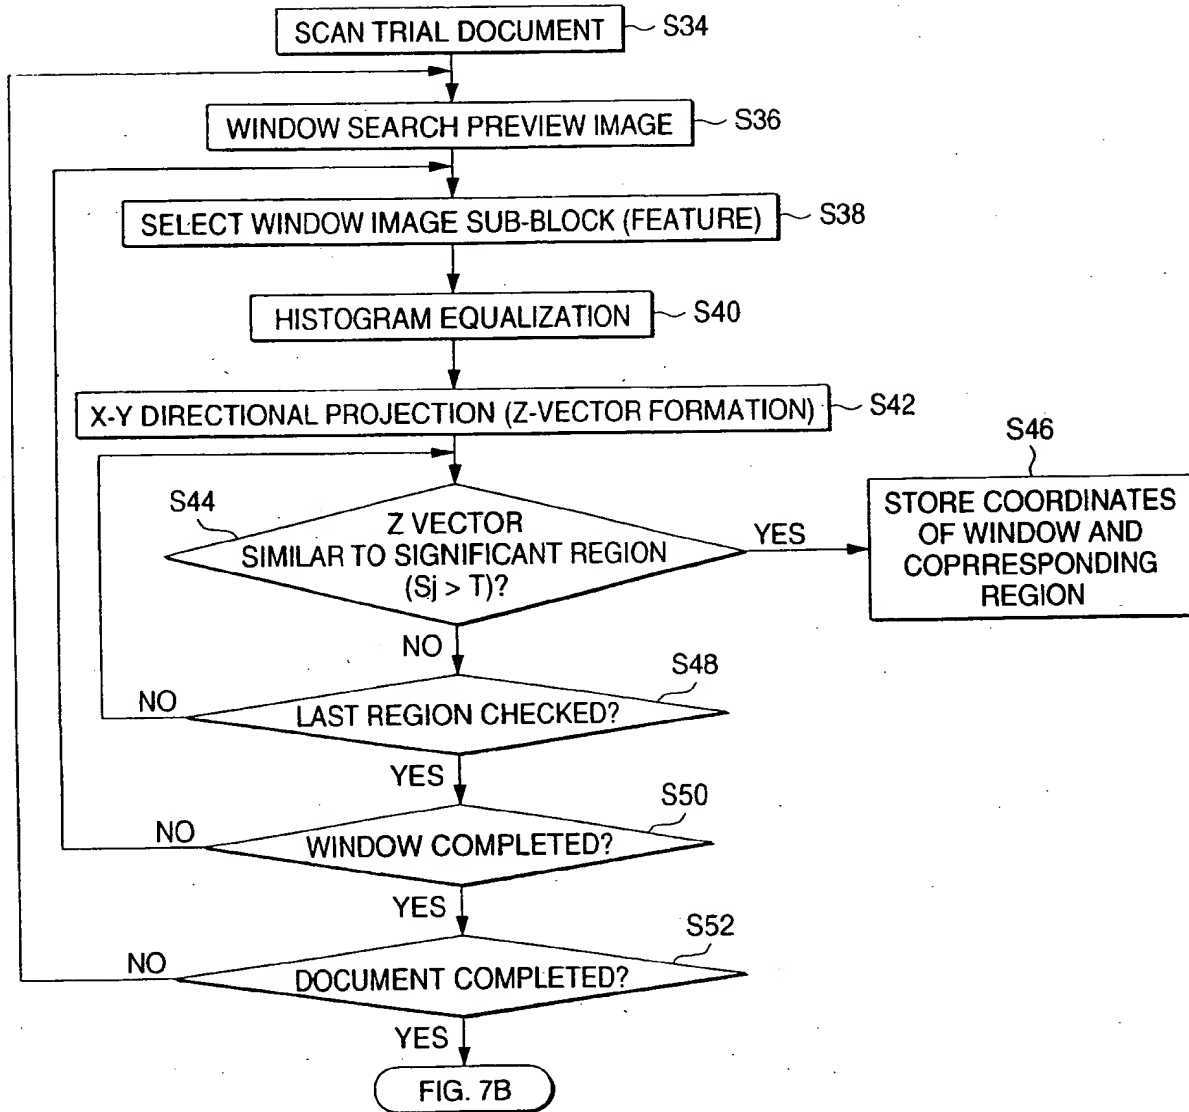 SCAN TRIAL DOCUMENT
S34
WINDOW SEARCH PREVIEW IMAGE
S36
SELECT WINDOW IMAGE SUB-BLOCK (FEATURE)
S38
HISTOGRAM EQUALIZATION
S40
X-Y DIRECTIONAL PROJECTION (Z-VECTOR FORMATION)
S42
S44
Z VECTOR
SIMILAR TO SIGNIFICANT REGION
(Sj > T)?
YES
S46
STORE COORDINATES
OF WINDOW AND
COPRRESPONDING
REGION
NO
S48
NO
LAST REGION CHECKED?
YES
S50
NO
WINDOW COMPLETED?
YES
S52
NO
DOCUMENT COMPLETED?
YES
FIG. 7B